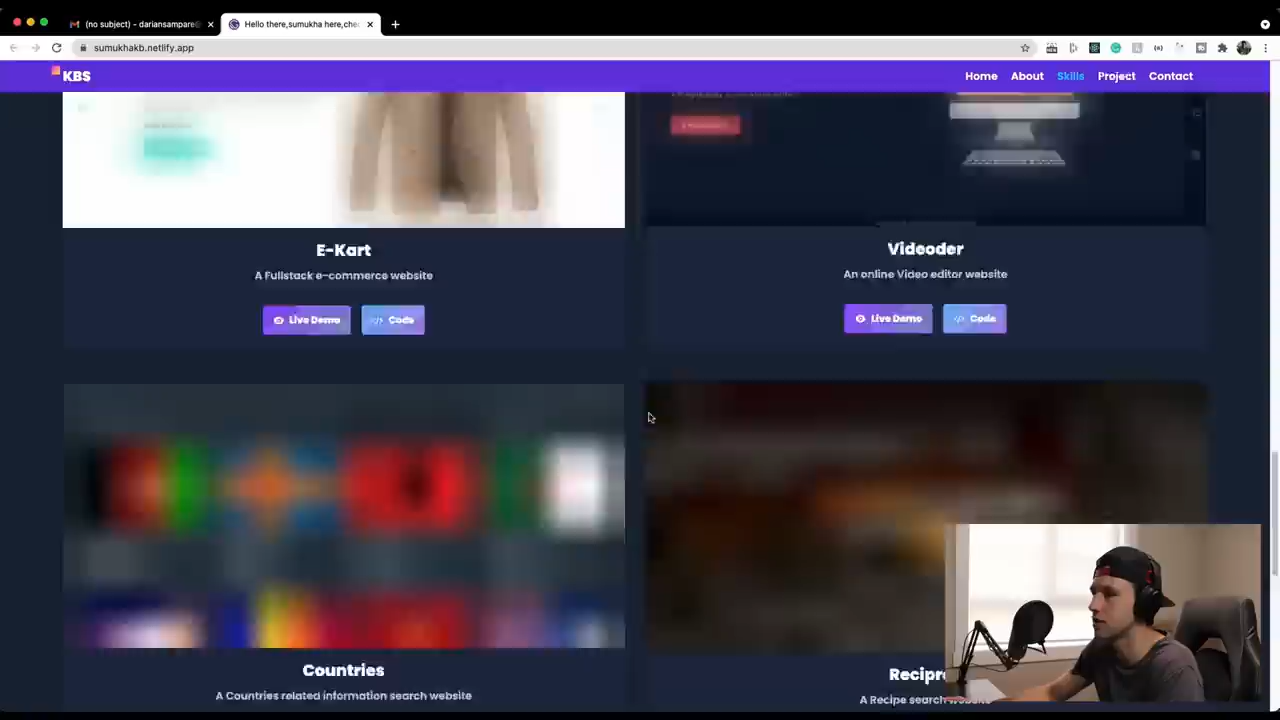 (no subject) - dariansampare@
Hello there,sumukha here,che
sumukhakb.netlify.app
KBS
Home
About
Skills
Project
Contact
E-Kart
A Fullstack e-commerce website
Live Demo
Code
Videoder
An online Video editor website
Live Demo
Code
Countries
A Countries related information search website
Recipr
A Recipe search website